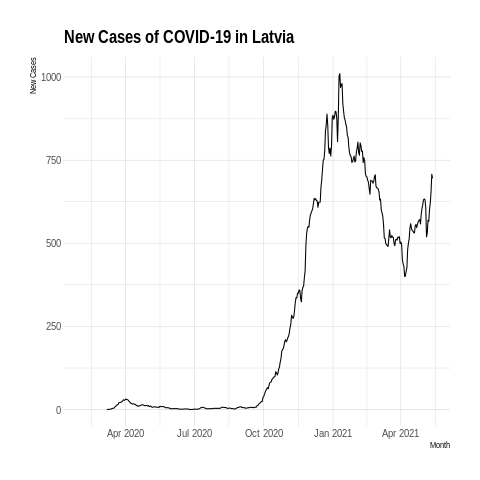 New Cases of COVID-19 in Latvia
New Cases
1000
750
500
250
0
Apr 2020 Jul 2020 Oct 2020 Jan 2021 Apr 2021
Month